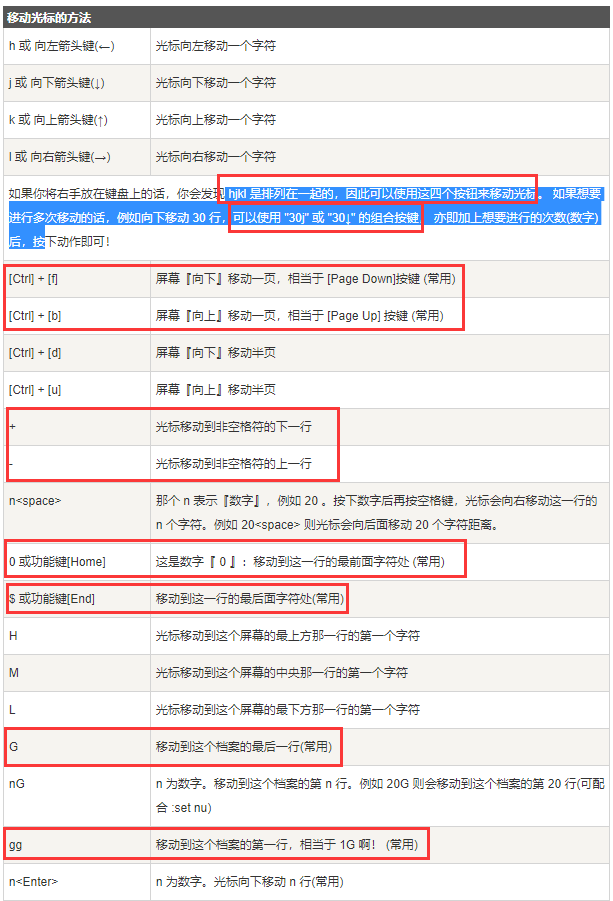 移动光标的方法
h 或 向左箭头键(←) 光标向左移动一个字符
j 或 向下箭头键(↓) 光标向下移动一个字符
k 或 向上箭头键(↑) 光标向上移动一个字符
l 或 向右箭头键(→) 光标向右移动一个字符
如果你将右手放在键盘上的话，你会发现 hjkl 是排列在一起的，因此可以使用这四个按钮来移动光标。 如果想要
进行多次移动的话，例如向下移动 30 行，可以使用 "30j" 或 "30↓" 的组合按键， 亦即加上想要进行的次数(数字)
后，按下动作即可！
[Ctrl] + [f] 屏幕『向下』移动一页，相当于 [Page Down]按键 (常用)
[Ctrl] + [b] 屏幕『向上』移动一页，相当于 [Page Up] 按键 (常用)
[Ctrl] + [d] 屏幕『向下』移动半页
[Ctrl] + [u] 屏幕『向上』移动半页
+ 光标移动到非空格符的下一行
- 光标移动到非空格符的上一行
n<space> 那个 n 表示『数字』，例如 20 。按下数字后再按空格键，光标会向右移动这一行的
n 个字符。例如 20<space> 则光标会向后面移动 20 个字符距离。
0 或功能键[Home] 这是数字『 0 』：移动到这一行的最前面字符处 (常用)
$ 或功能键[End] 移动到这一行的最后面字符处(常用)
H 光标移动到这个屏幕的最上方那一行的第一个字符
M 光标移动到这个屏幕的中央那一行的第一个字符
L 光标移动到这个屏幕的最下方那一行的第一个字符
G 移动到这个档案的最后一行(常用)
nG n 为数字。移动到这个档案的第 n 行。例如 20G 则会移动到这个档案的第 20 行(可配
合 :set nu)
gg 移动到这个档案的第一行，相当于 1G 啊！ (常用)
n<Enter> n 为数字。光标向下移动 n 行(常用)